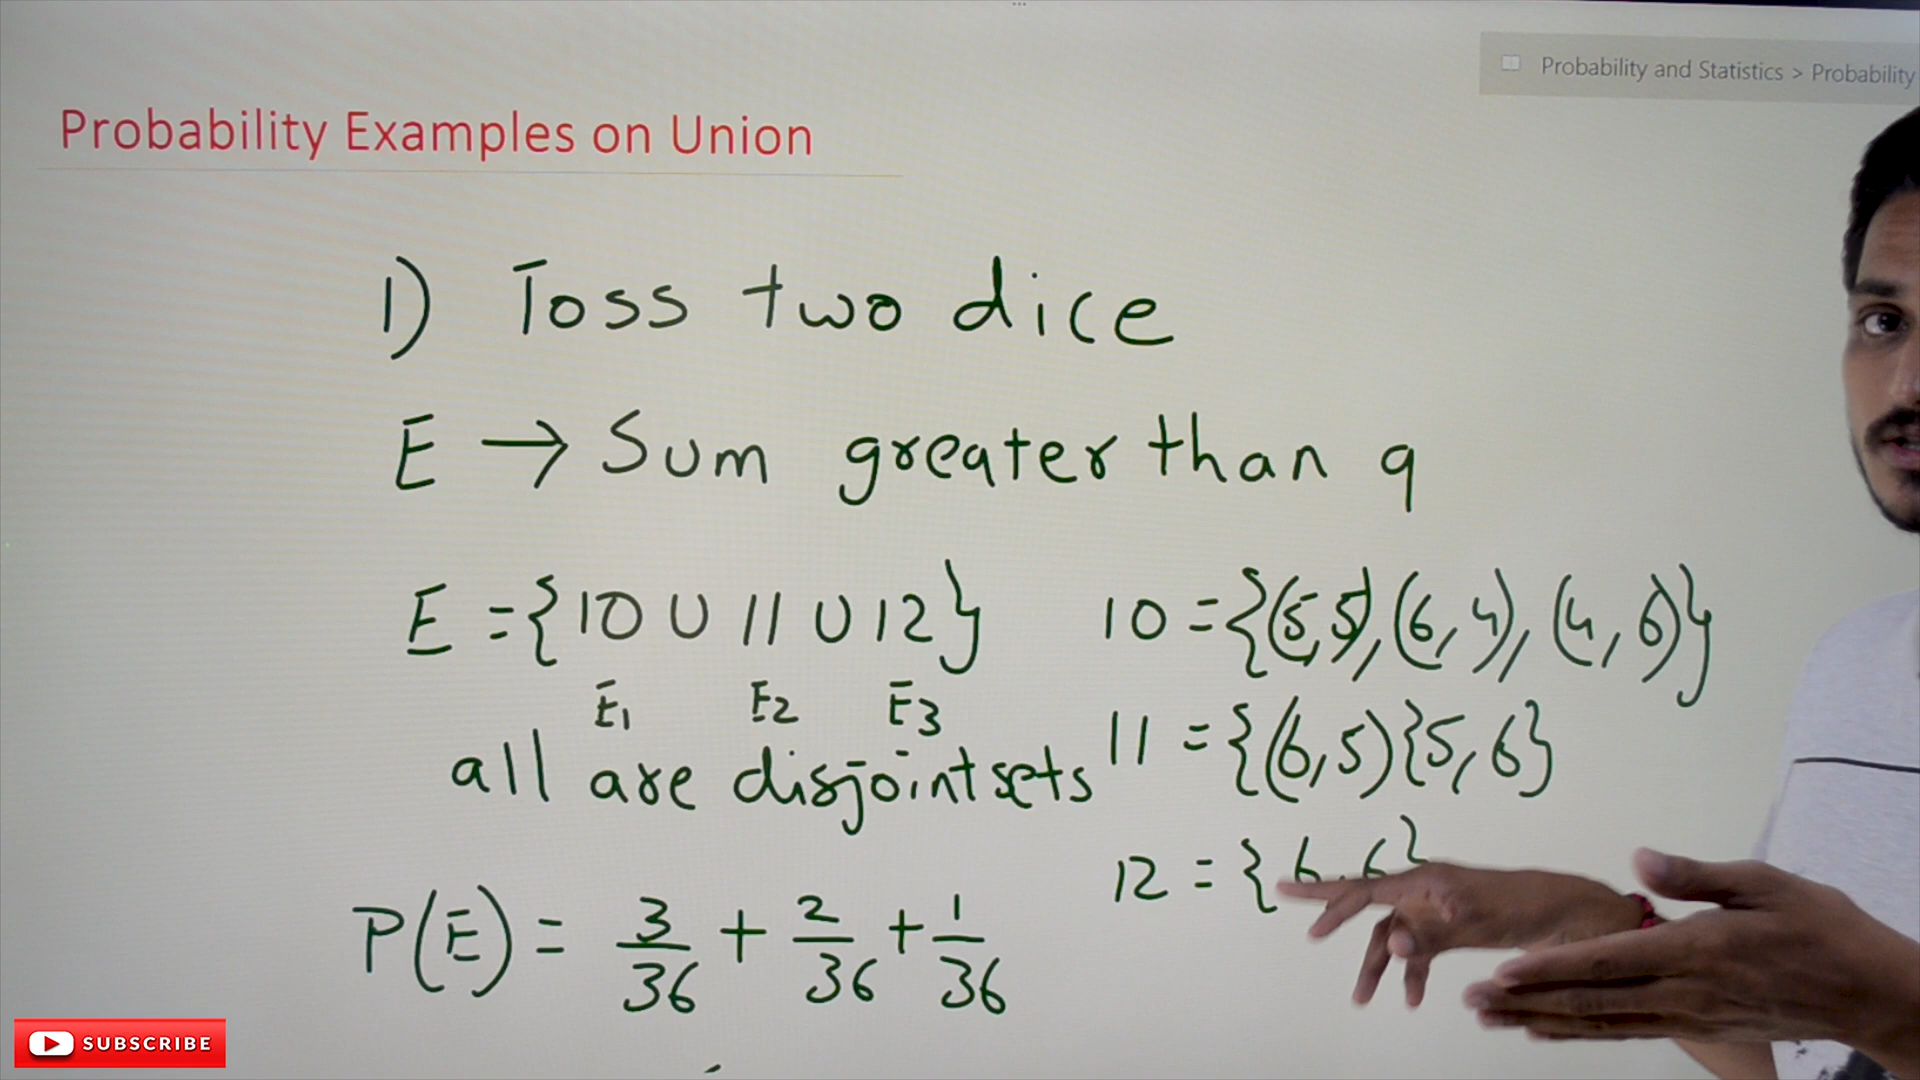 Probability and Statistics > Probability
Probability Examples on Union
1) Toss two dice
E → Sum greater than 9
E = {10 ∪ 11 ∪ 12}
E1 E2 E3
all are disjoint sets
10 = {(5,5), (6,4), (4,6)}
11 = {(6,5){5,6}
12 = {6,6}
P(E) = 3/36 + 2/36 + 1/36
SUBSCRIBE